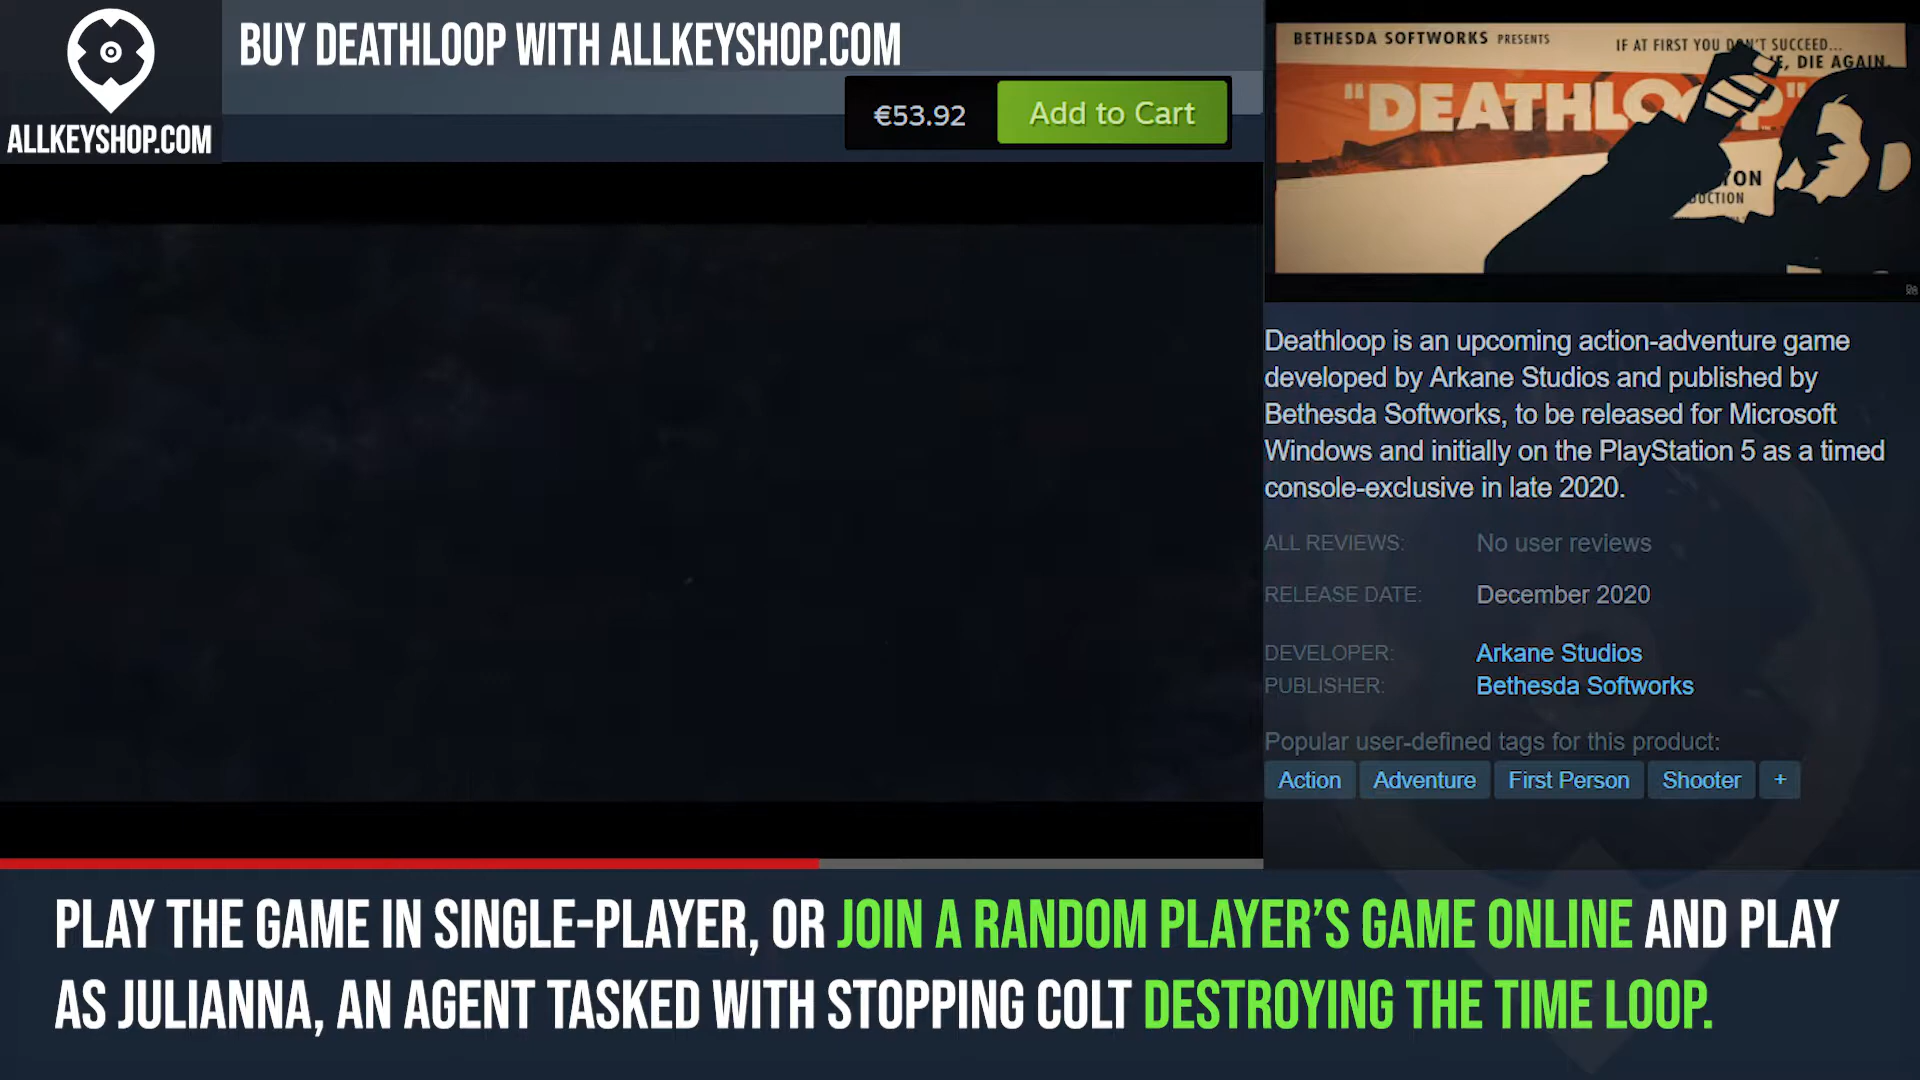 ALLKEYSHOP.COM
BUY DEATHLOOP WITH ALLKEYSHOP.COM
€53.92
Add to Cart
BETHESDA SOFTWORKS PRESENTS
IF AT FIRST YOU DON'T SUCCEED...
DIE AGAIN.
"DEATHLOOP"
Deathloop is an upcoming action-adventure game
developed by Arkane Studios and published by
Bethesda Softworks, to be released for Microsoft
Windows and initially on the PlayStation 5 as a timed
console-exclusive in late 2020.
ALL REVIEWS: No user reviews
RELEASE DATE: December 2020
DEVELOPER: Arkane Studios
PUBLISHER: Bethesda Softworks
Popular user-defined tags for this product:
Action Adventure First Person Shooter +
PLAY THE GAME IN SINGLE-PLAYER, OR JOIN A RANDOM PLAYER'S GAME ONLINE AND PLAY
AS JULIANNA, AN AGENT TASKED WITH STOPPING COLT DESTROYING THE TIME LOOP.